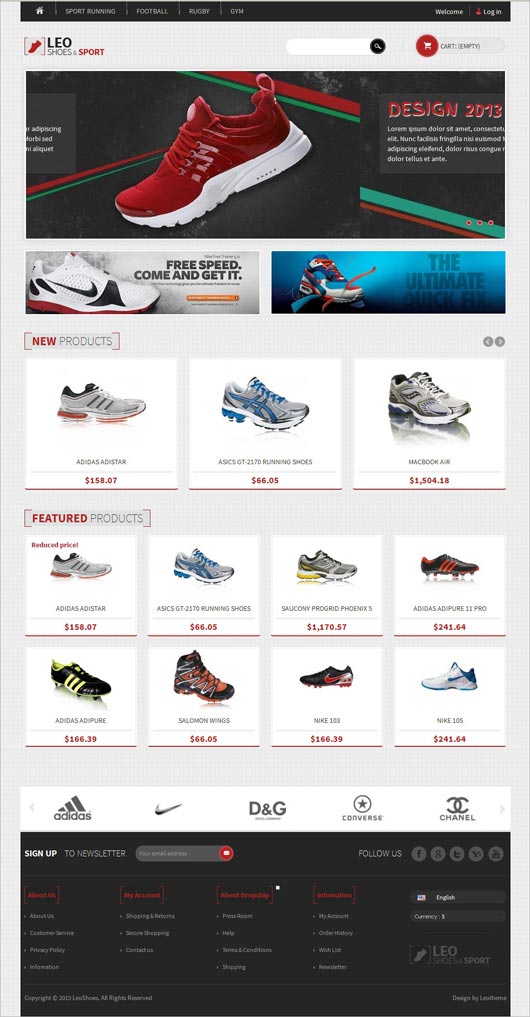 SPORT RUNNING FOOTBALL RUGBY GYM Welcome Log in
LEO
SHOES & SPORT
CART: (EMPTY)
DESIGN 2013
ur adipiscing
Morbi sed
ni aliquet
Lorem ipsum dolor sit amet, consectetu
elit. Nunc facilisis fringilla nisi euismod
adipiscing eleifend, dolor risus congue
dolor tellus et ante.
FREE SPEED.
COME AND GET IT.
THE
ULTIMATE
QUICK FIX
NEW PRODUCTS
ADIDAS ADISTAR ASICS GT-2170 RUNNING SHOES MACBOOK AIR
$158.07 $66.05 $1,504.18
FEATURED PRODUCTS
Reduced price!
ADIDAS ADISTAR ASICS GT-2170 RUNNING SHOES SAUCONY PROGRID PHOENIX 5 ADIDAS ADIPURE 11 PRO
$158.07 $66.05 $1,170.57 $241.64
ADIDAS ADIPURE SALOMON WINGS NIKE 103 NIKE 105
$166.39 $66.05 $166.39 $241.64
adidas D&G CONVERSE CHANEL
SIGN UP TO NEWSLETTER Your email address FOLLOW US
About Us My Account About Dropship Infomation English
About Us Shipping & Returns Press Room My Account Currency : $
Customer Service Secure Shopping Help Order History
Privacy Policy Contact us Terms & Conditions Wish List
Infomation Shipping Newsletter
LEO
SHOES & SPORT
Copyright © 2013 LeoShoes. All Rights Reserved Design by Leotheme